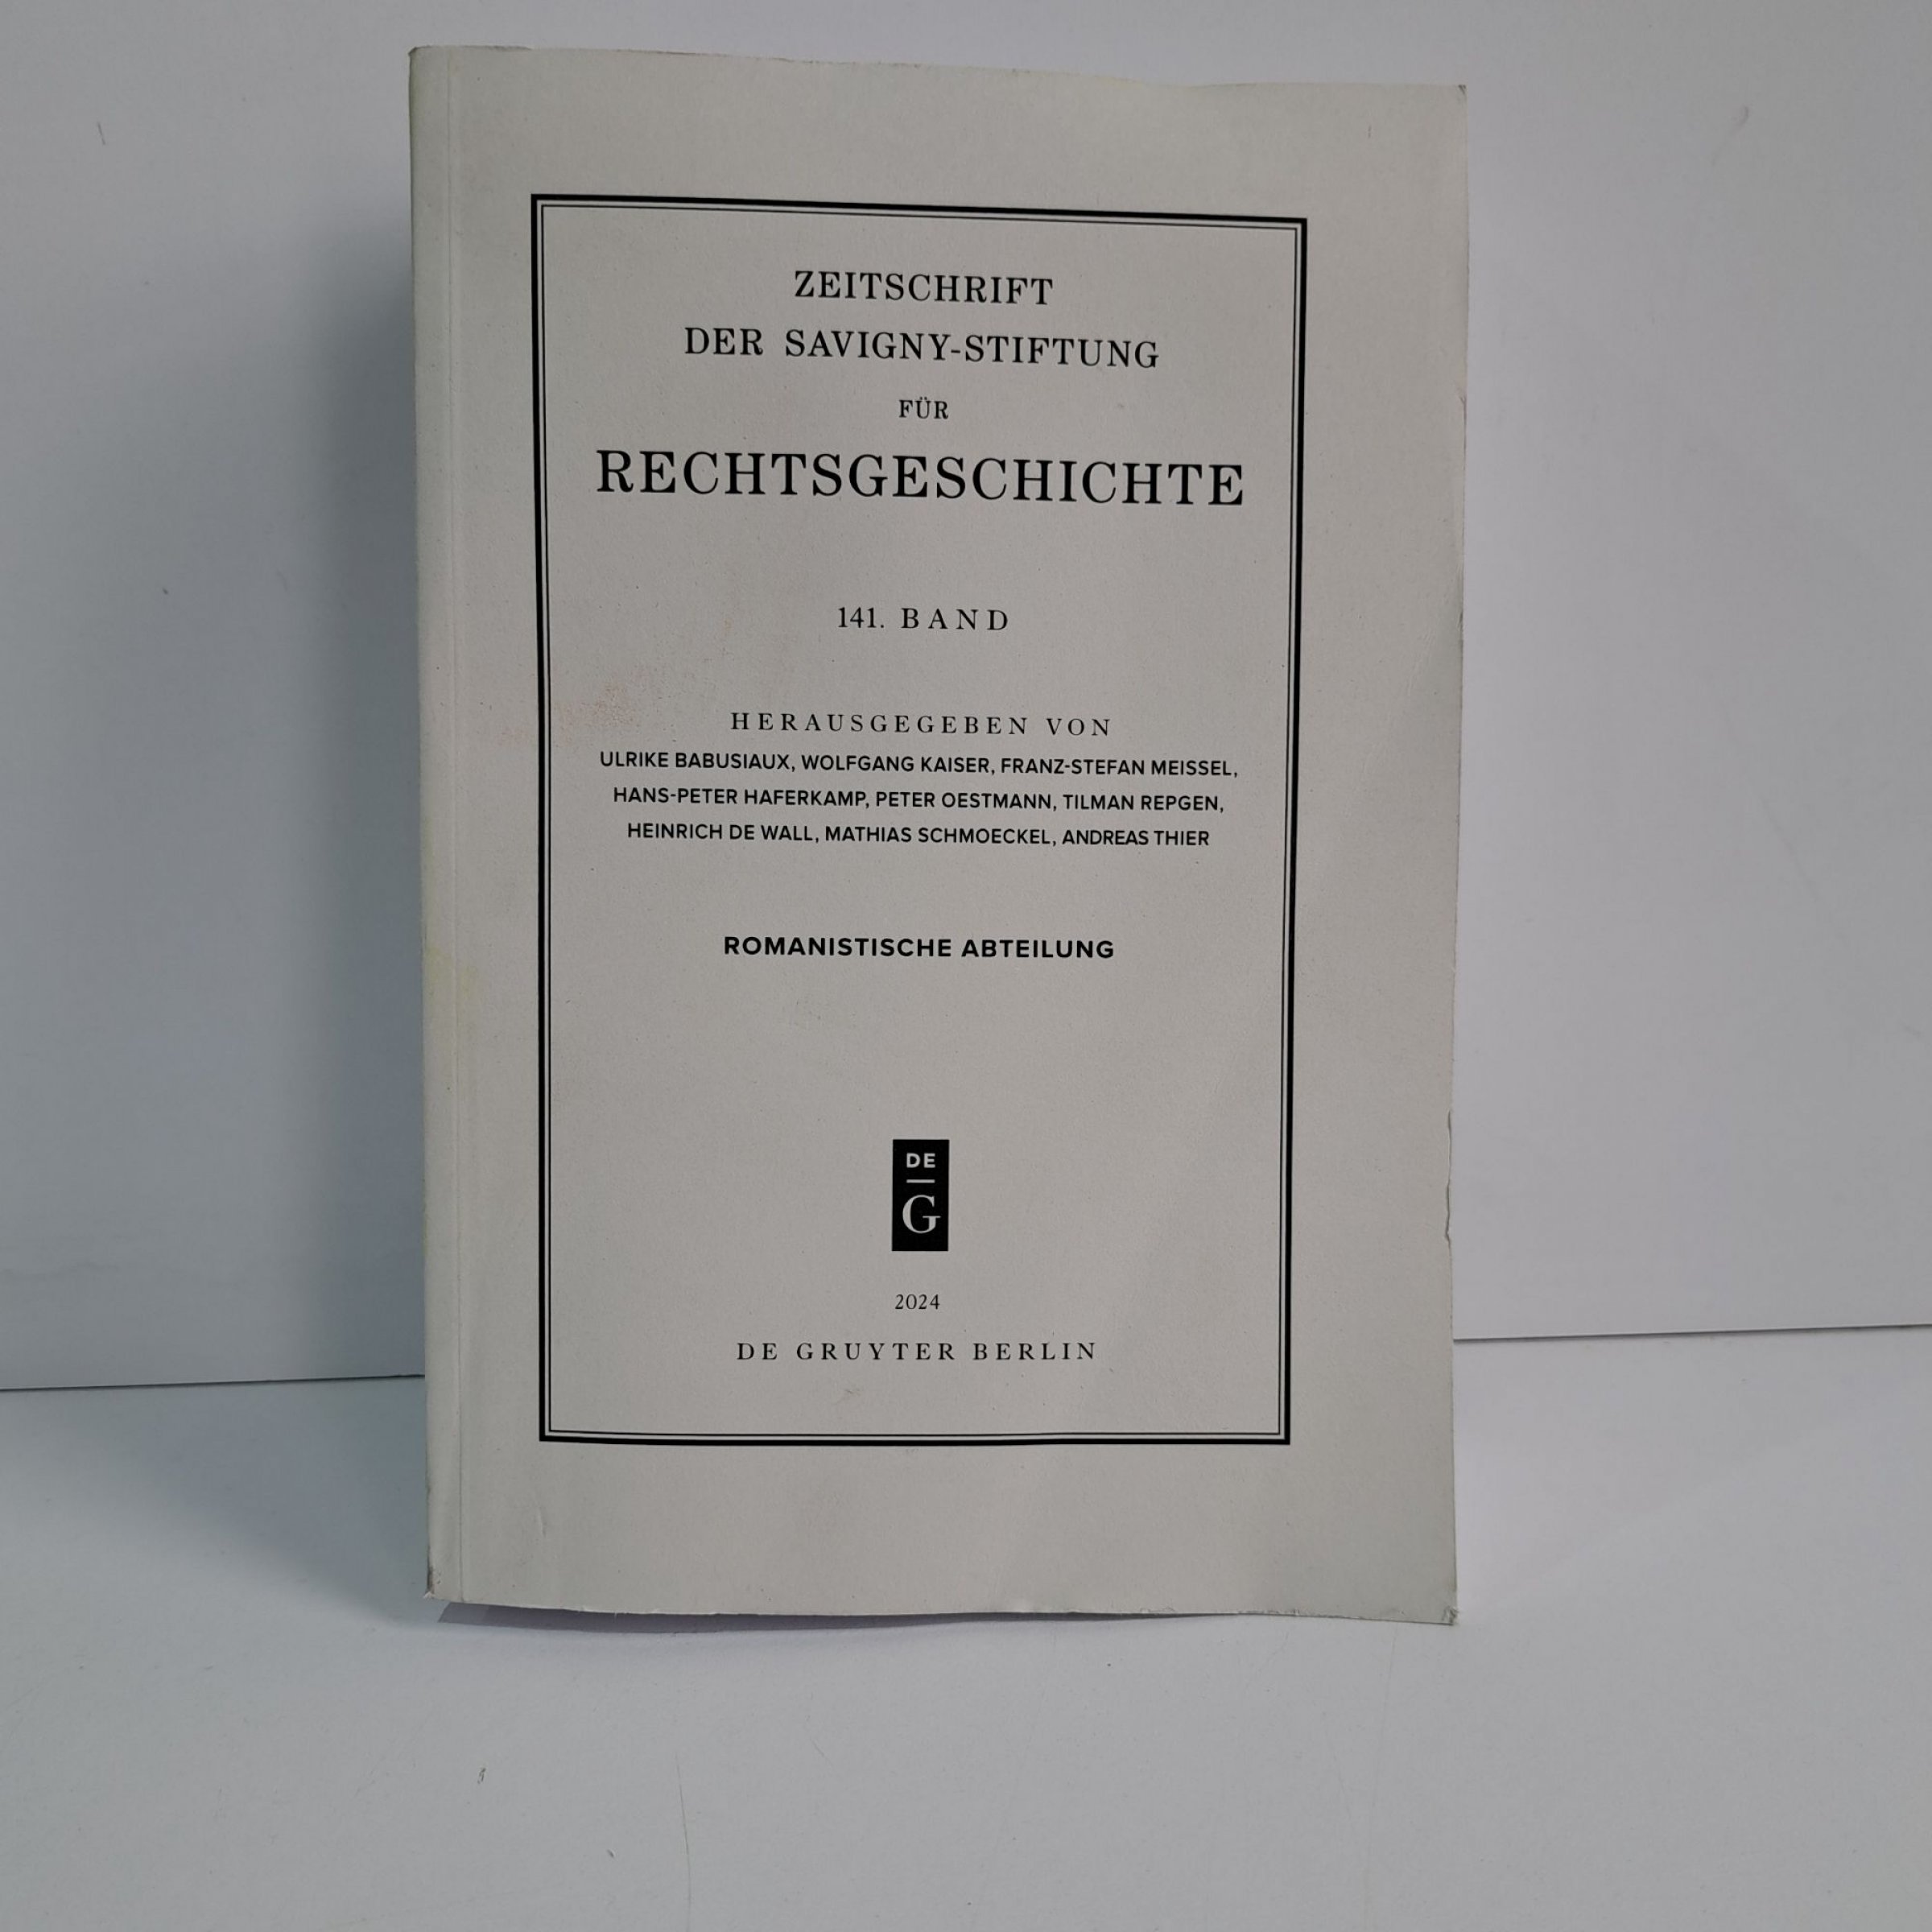 ZEITSCHRIFT
DER SAVIGNY-STIFTUNG
FÜR
RECHTSGESCHICHTE
141. BAND
HERAUSGEGEBEN VON
ULRIKE BABUSIAUX, WOLFGANG KAISER, FRANZ-STEFAN MEISSEL,
HANS-PETER HAFERKAMP, PETER OESTMANN, TILMAN REPGEN,
HEINRICH DE WALL, MATHIAS SCHMOECKEL, ANDREAS THIER
ROMANISTISCHE ABTEILUNG
DE
G
2024
DE GRUYTER BERLIN